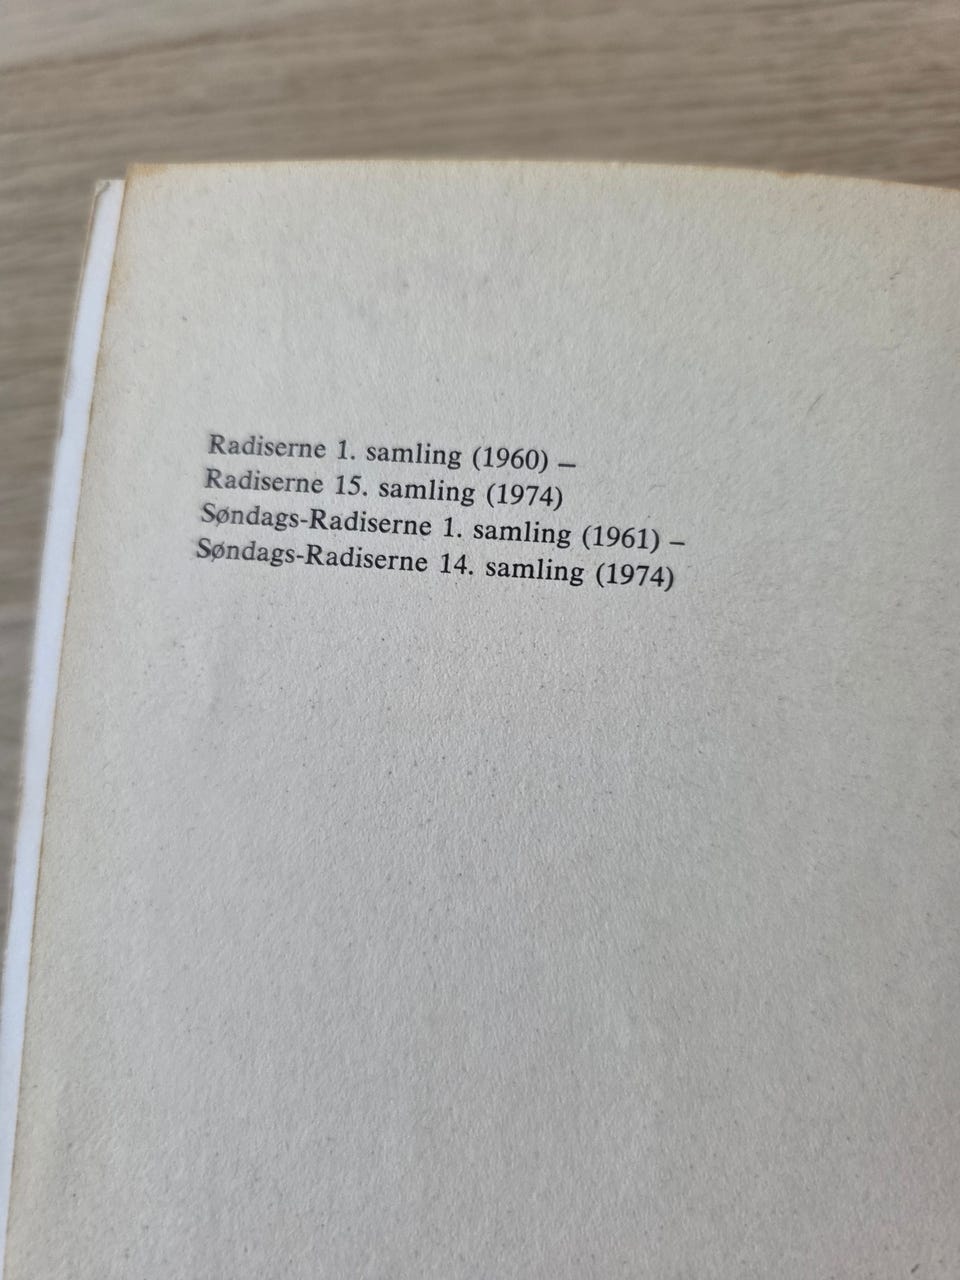 Radiserne 1. samling (1960) –
Radiserne 15. samling (1974)
Søndags-Radiserne 1. samling (1961) –
Søndags-Radiserne 14. samling (1974)